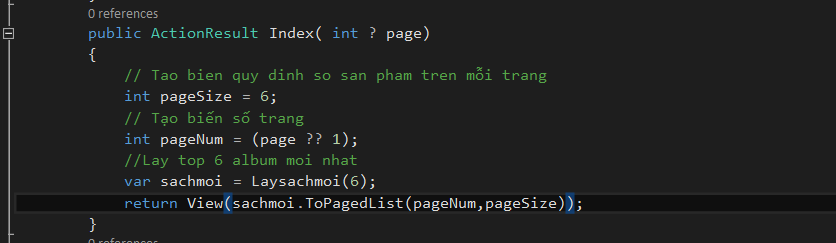 0 references
public ActionResult Index( int ? page)
{
// Tao bien quy dinh so san pham tren mỗi trang
int pageSize = 6;
// Tạo biến số trang
int pageNum = (page ?? 1);
//Lay top 6 album moi nhat
var sachmoi = Laysachmoi(6);
return View(sachmoi.ToPagedList(pageNum,pageSize));
}
0 references